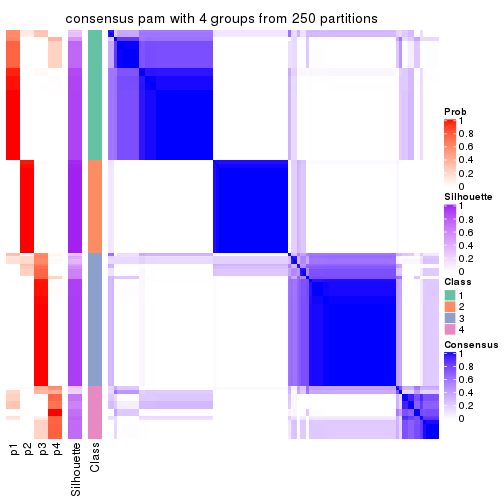 consensus pam with 4 groups from 250 partitions
Prob
1
0.8
0.6
0.4
0.2
0
Silhouette
1
0.8
0.6
0.4
0.2
0
Class
1
2
3
4
Consensus
1
0.8
0.6
0.4
0.2
0
p1
p2
p3
p4
Silhouette
Class